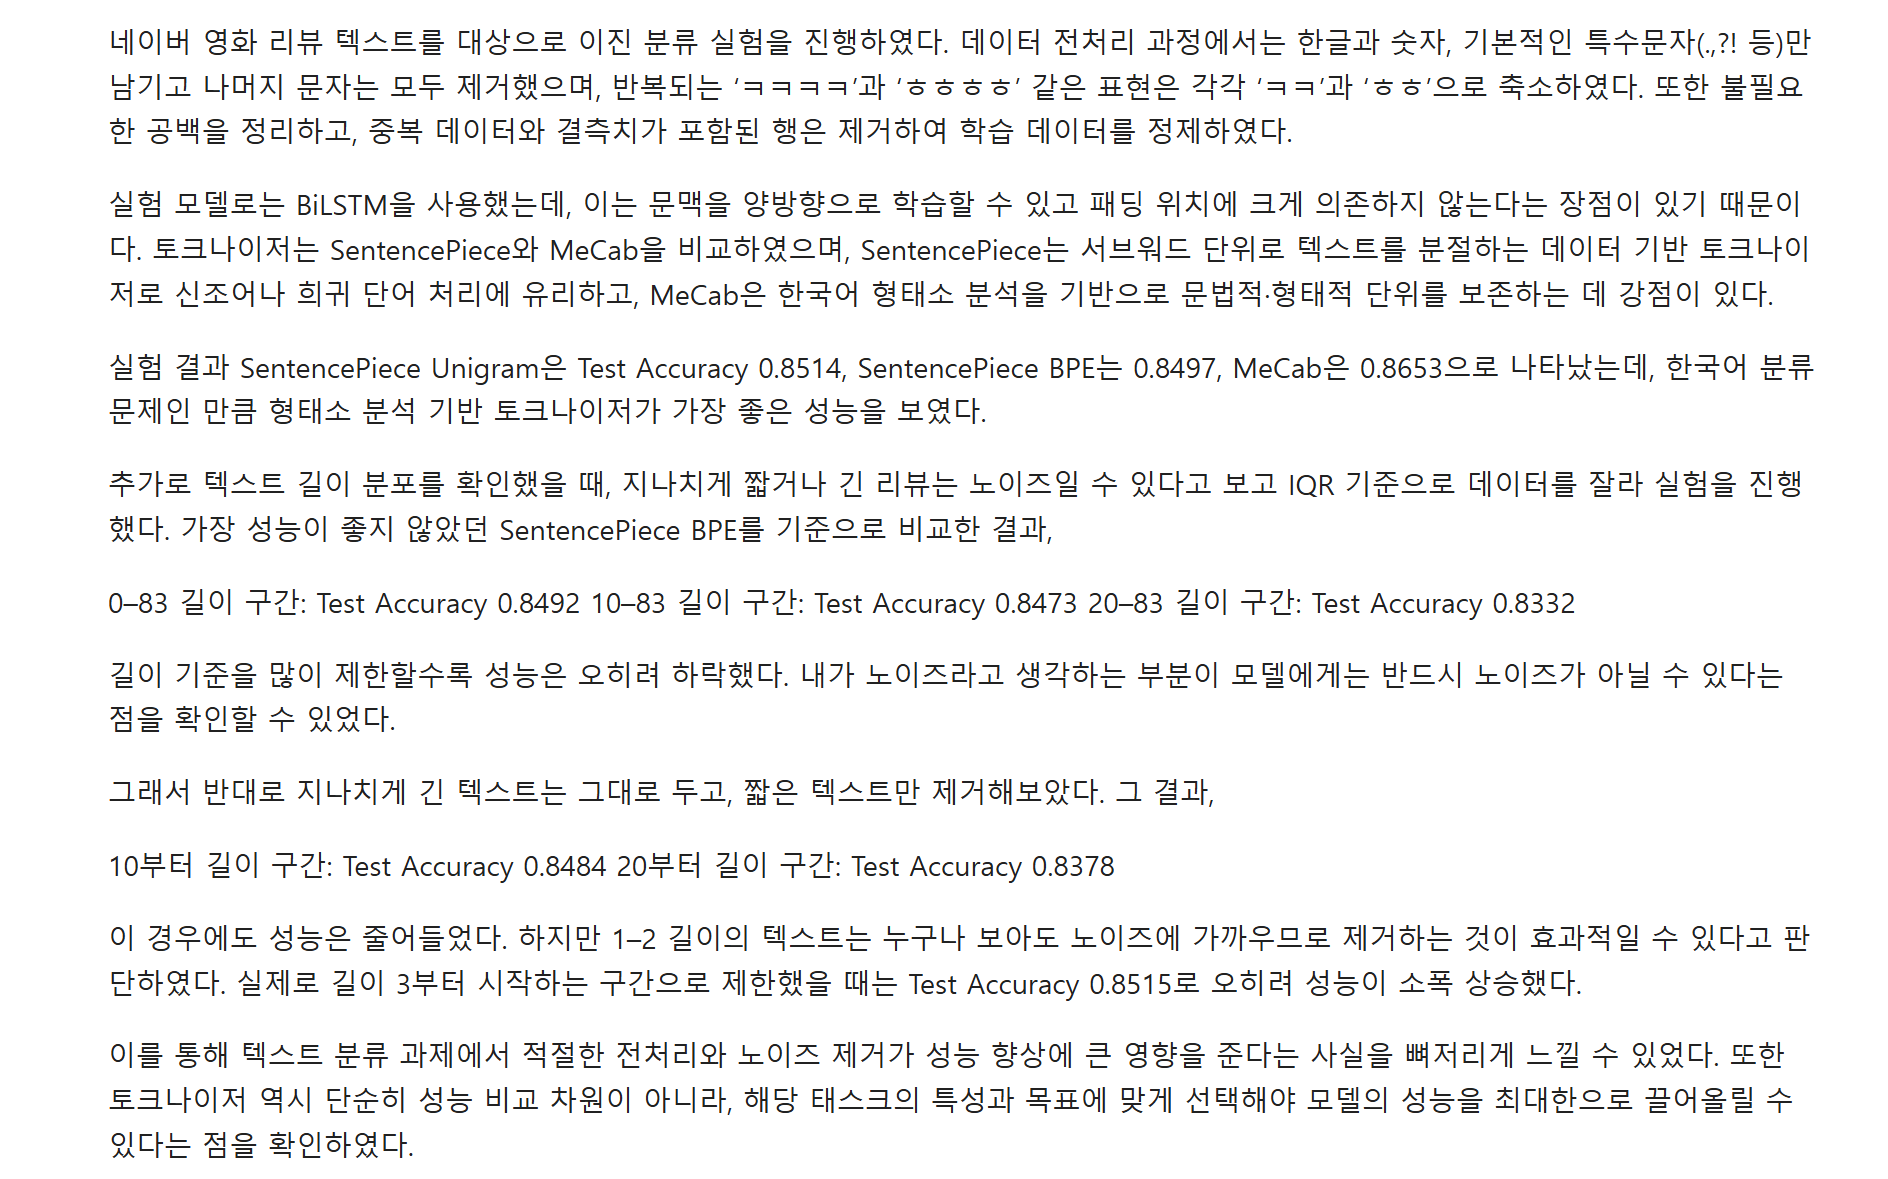 네이버 영화 리뷰 텍스트를 대상으로 이진 분류 실험을 진행하였다. 데이터 전처리 과정에서는 한글과 숫자, 기본적인 특수문자(.,?! 등)만
남기고 나머지 문자는 모두 제거했으며, 반복되는 ‘ㅋㅋㅋㅋ’과 ‘ㅎㅎㅎㅎ’ 같은 표현은 각각 ‘ㅋㅋ’과 ‘ㅎㅎ’으로 축소하였다. 또한 불필요
한 공백을 정리하고, 중복 데이터와 결측치가 포함된 행은 제거하여 학습 데이터를 정제하였다.
실험 모델로는 BiLSTM을 사용했는데, 이는 문맥을 양방향으로 학습할 수 있고 패딩 위치에 크게 의존하지 않는다는 장점이 있기 때문이
다. 토크나이저는 SentencePiece와 MeCab을 비교하였으며, SentencePiece는 서브워드 단위로 텍스트를 분절하는 데이터 기반 토크나이
저로 신조어나 희귀 단어 처리에 유리하고, MeCab은 한국어 형태소 분석을 기반으로 문법적·형태적 단위를 보존하는 데 강점이 있다.
실험 결과 SentencePiece Unigram은 Test Accuracy 0.8514, SentencePiece BPE는 0.8497, MeCab은 0.8653으로 나타났는데, 한국어 분류
문제인 만큼 형태소 분석 기반 토크나이저가 가장 좋은 성능을 보였다.
추가로 텍스트 길이 분포를 확인했을 때, 지나치게 짧거나 긴 리뷰는 노이즈일 수 있다고 보고 IQR 기준으로 데이터를 잘라 실험을 진행
했다. 가장 성능이 좋지 않았던 SentencePiece BPE를 기준으로 비교한 결과,
0–83 길이 구간: Test Accuracy 0.8492 10–83 길이 구간: Test Accuracy 0.8473 20–83 길이 구간: Test Accuracy 0.8332
길이 기준을 많이 제한할수록 성능은 오히려 하락했다. 내가 노이즈라고 생각하는 부분이 모델에게는 반드시 노이즈가 아닐 수 있다는
점을 확인할 수 있었다.
그래서 반대로 지나치게 긴 텍스트는 그대로 두고, 짧은 텍스트만 제거해보았다. 그 결과,
10부터 길이 구간: Test Accuracy 0.8484 20부터 길이 구간: Test Accuracy 0.8378
이 경우에도 성능은 줄어들었다. 하지만 1–2 길이의 텍스트는 누구나 보아도 노이즈에 가까우므로 제거하는 것이 효과적일 수 있다고 판
단하였다. 실제로 길이 3부터 시작하는 구간으로 제한했을 때는 Test Accuracy 0.8515로 오히려 성능이 소폭 상승했다.
이를 통해 텍스트 분류 과제에서 적절한 전처리와 노이즈 제거가 성능 향상에 큰 영향을 준다는 사실을 뼈저리게 느낄 수 있었다. 또한
토크나이저 역시 단순히 성능 비교 차원이 아니라, 해당 태스크의 특성과 목표에 맞게 선택해야 모델의 성능을 최대한으로 끌어올릴 수
있다는 점을 확인하였다.